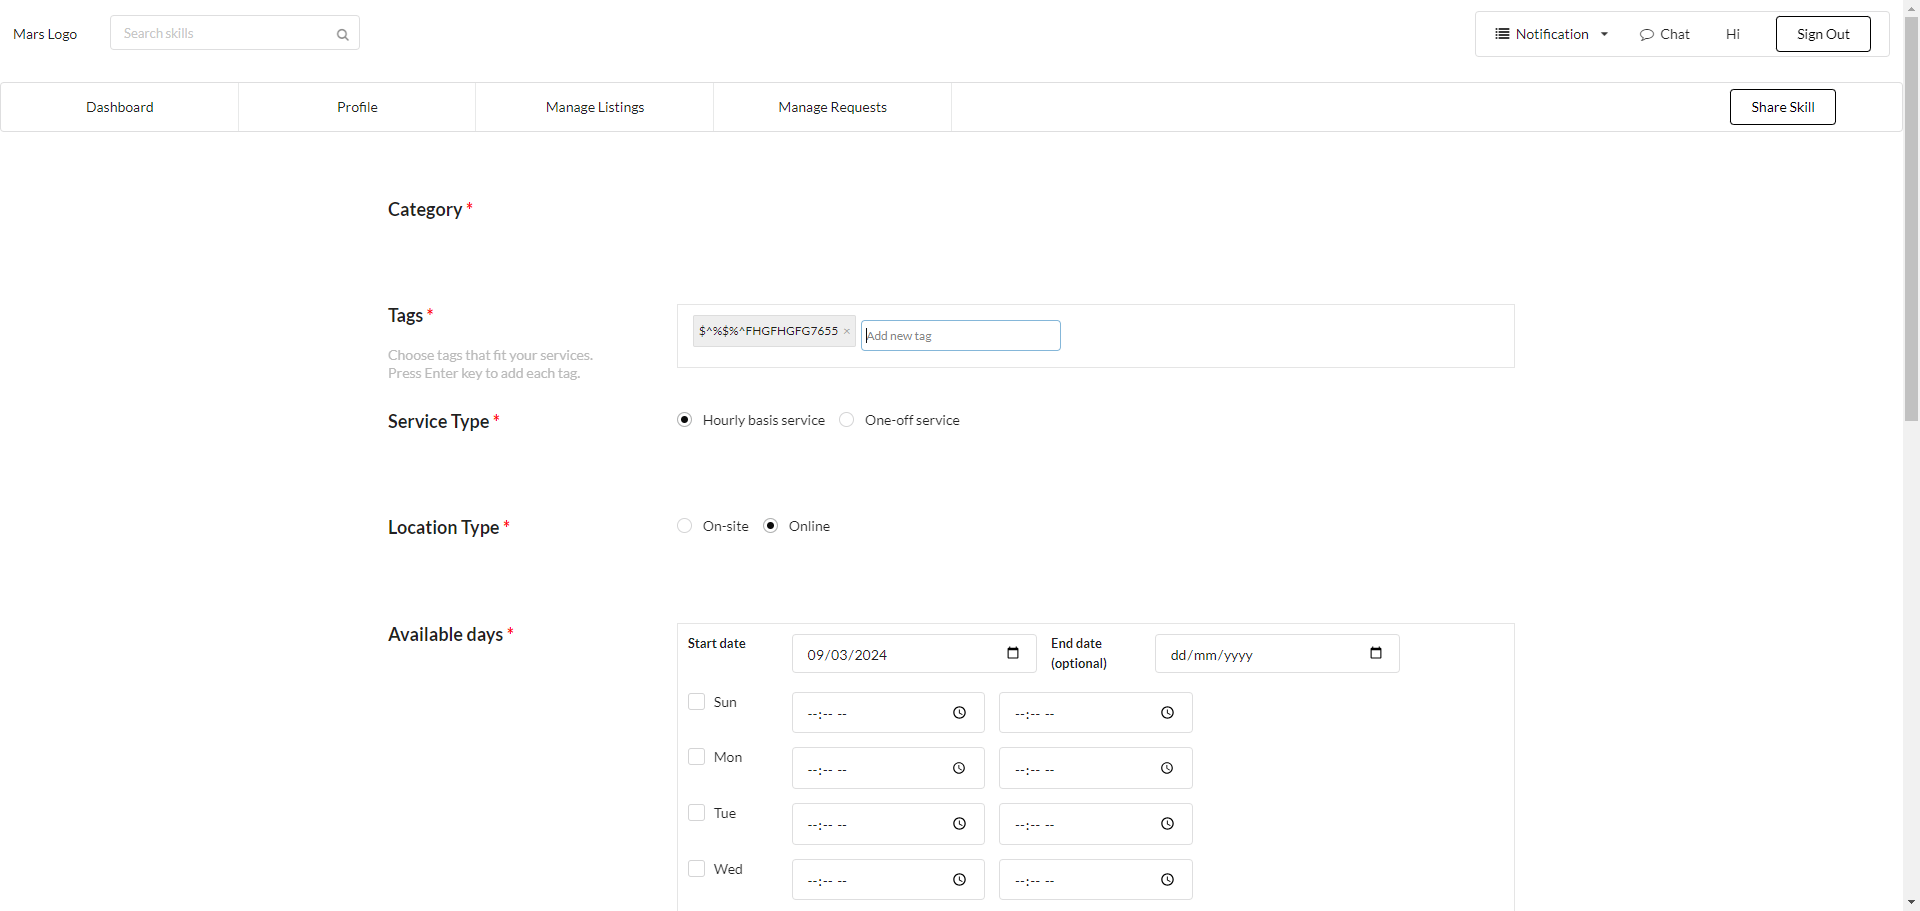 Mars Logo
Search skills
Notification
Chat
Hi
Sign Out
Dashboard
Profile
Manage Listings
Manage Requests
Share Skill
Category *
Tags *
Choose tags that fit your services.
Press Enter key to add each tag.
$^%$%^FHGFHGFG7655 ×
Add new tag
Service Type *
Hourly basis service
One-off service
Location Type *
On-site
Online
Available days *
Start date
09/03/2024
End date
(optional)
dd/mm/yyyy
Sun
--:-- --
--:-- --
Mon
--:-- --
--:-- --
Tue
--:-- --
--:-- --
Wed
--:-- --
--:-- --